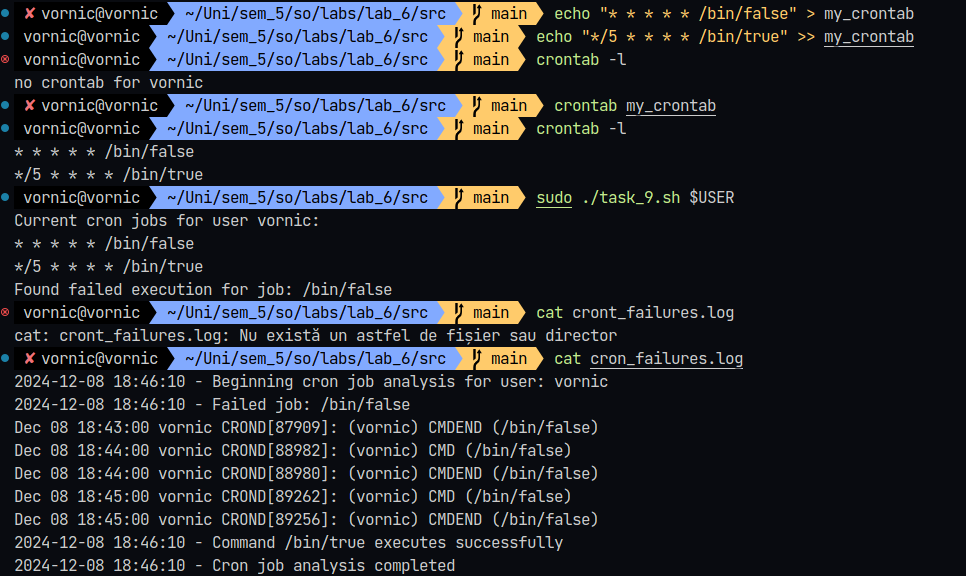 ✘ vornic@vornic ~/Uni/sem_5/so/labs/lab_6/src main echo "* * * * * /bin/false" > my_crontab
vornic@vornic ~/Uni/sem_5/so/labs/lab_6/src main echo "*/5 * * * * /bin/true" >> my_crontab
vornic@vornic ~/Uni/sem_5/so/labs/lab_6/src main crontab -l
no crontab for vornic
✘ vornic@vornic ~/Uni/sem_5/so/labs/lab_6/src main crontab my_crontab
vornic@vornic ~/Uni/sem_5/so/labs/lab_6/src main crontab -l
* * * * * /bin/false
*/5 * * * * /bin/true
vornic@vornic ~/Uni/sem_5/so/labs/lab_6/src main sudo ./task_9.sh $USER
Current cron jobs for user vornic:
* * * * * /bin/false
*/5 * * * * /bin/true
Found failed execution for job: /bin/false
vornic@vornic ~/Uni/sem_5/so/labs/lab_6/src main cat cront_failures.log
cat: cront_failures.log: Nu există un astfel de fișier sau director
✘ vornic@vornic ~/Uni/sem_5/so/labs/lab_6/src main cat cron_failures.log
2024-12-08 18:46:10 - Beginning cron job analysis for user: vornic
2024-12-08 18:46:10 - Failed job: /bin/false
Dec 08 18:43:00 vornic CROND[87909]: (vornic) CMDEND (/bin/false)
Dec 08 18:44:00 vornic CROND[88982]: (vornic) CMD (/bin/false)
Dec 08 18:44:00 vornic CROND[88980]: (vornic) CMDEND (/bin/false)
Dec 08 18:45:00 vornic CROND[89262]: (vornic) CMD (/bin/false)
Dec 08 18:45:00 vornic CROND[89256]: (vornic) CMDEND (/bin/false)
2024-12-08 18:46:10 - Command /bin/true executes successfully
2024-12-08 18:46:10 - Cron job analysis completed